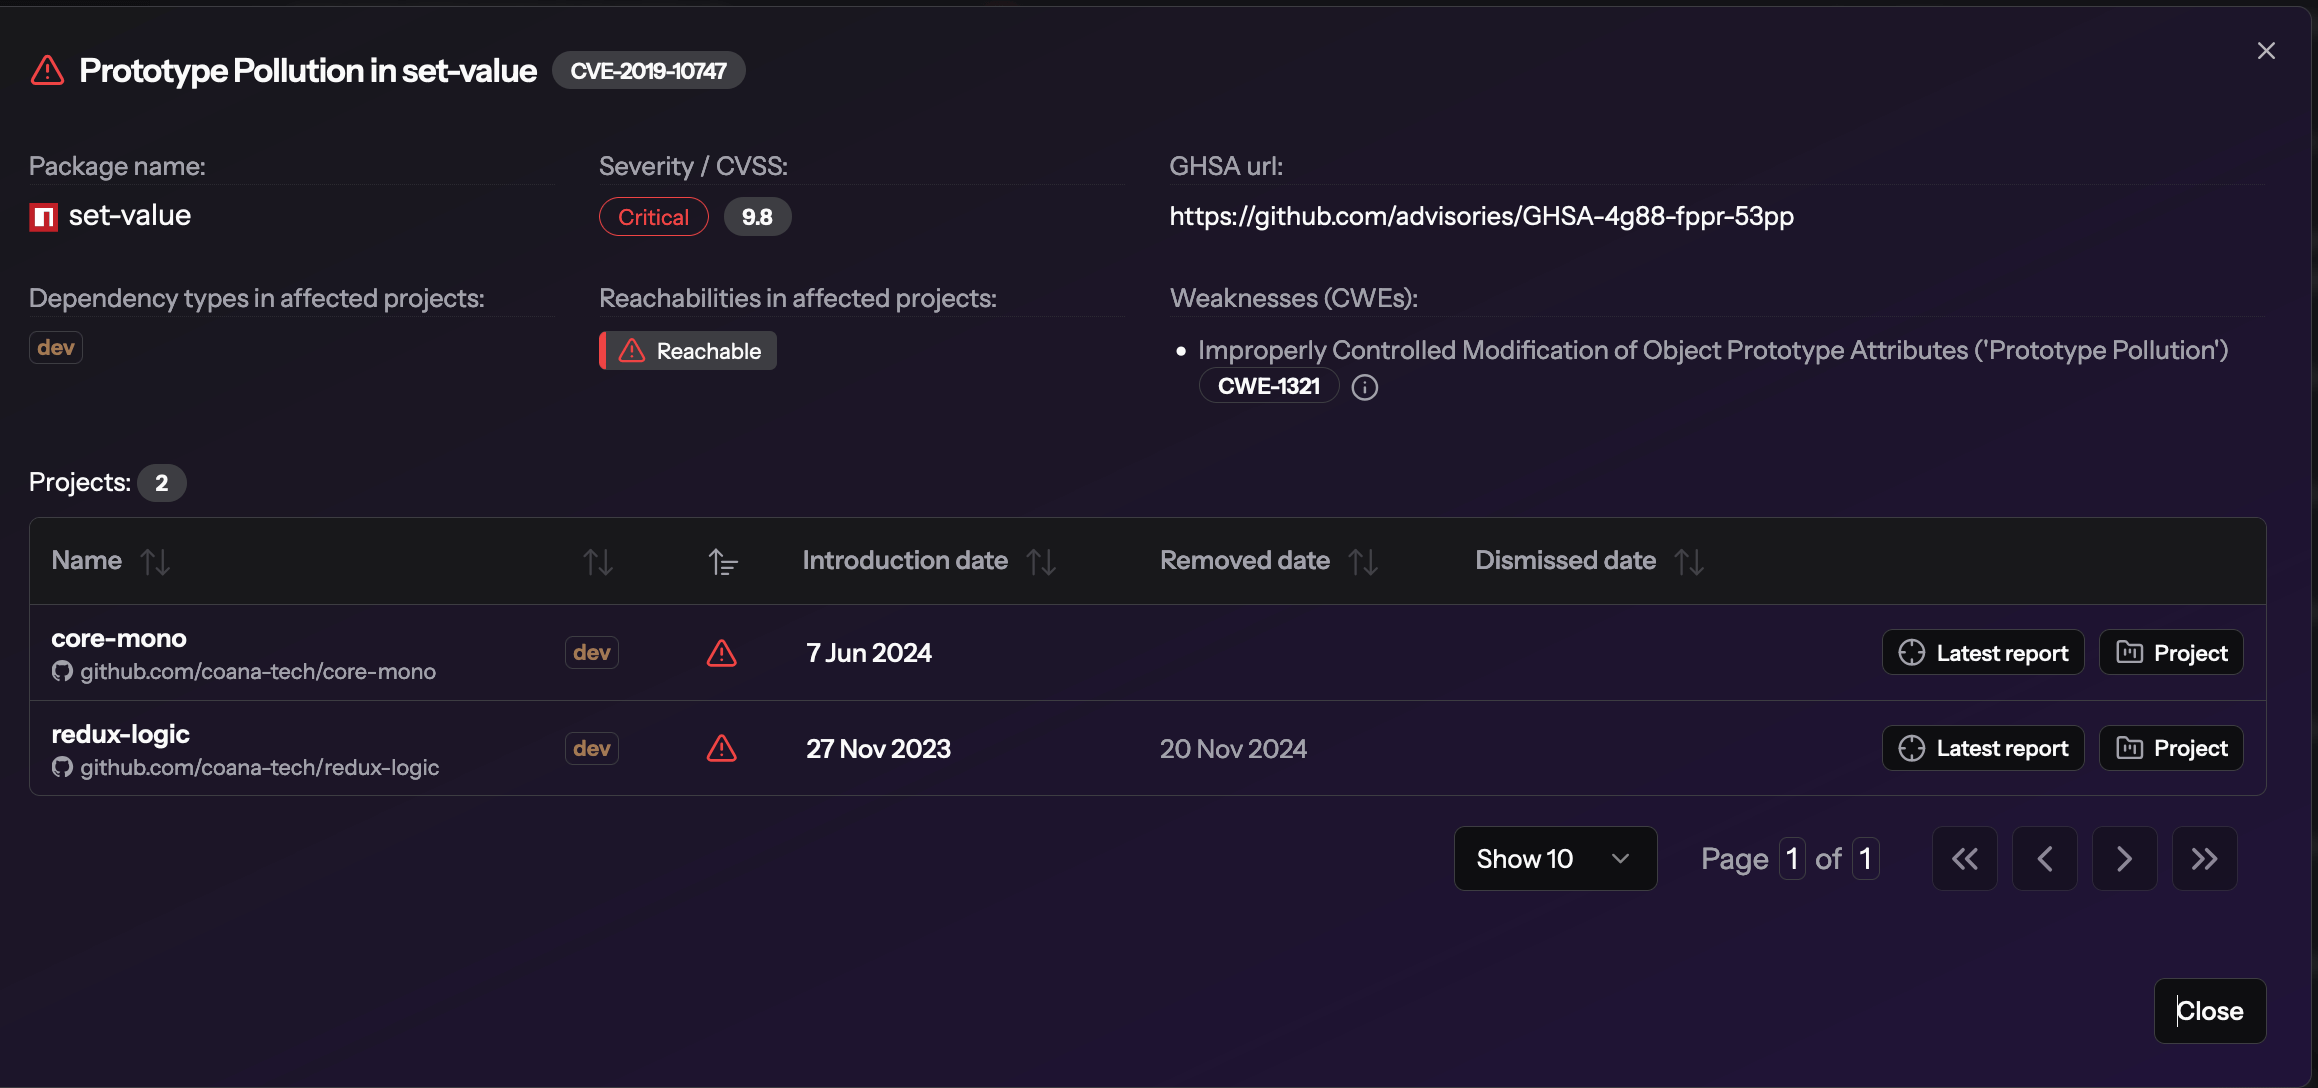 Prototype Pollution in set-value CVE-2019-10747
Package name: Severity / CVSS: GHSA url:
set-value Critical 9.8 https://github.com/advisories/GHSA-4g88-fppr-53pp
Dependency types in affected projects: Reachabilities in affected projects: Weaknesses (CWEs):
dev Reachable • Improperly Controlled Modification of Object Prototype Attributes ('Prototype Pollution')
CWE-1321
Projects: 2
Name Introduction date Removed date Dismissed date
core-mono
github.com/coana-tech/core-mono
dev 7 Jun 2024 Latest report Project
redux-logic
github.com/coana-tech/redux-logic
dev 27 Nov 2023 20 Nov 2024 Latest report Project
Show 10 Page 1 of 1
Close